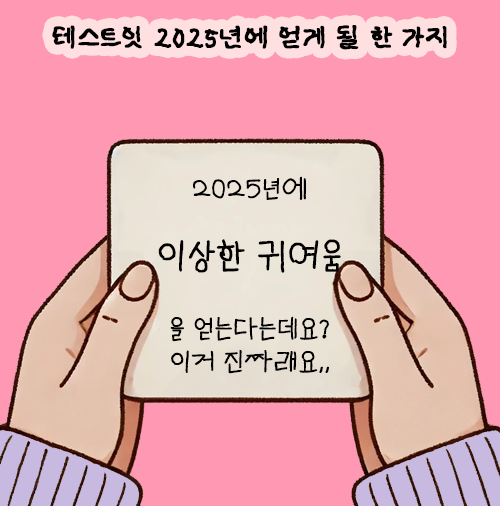 테스트잇 2025년에 얻게 될 한 가지
2025년에
이상한 귀여움
을 얻는다는데요?
이거 진짜래요,,